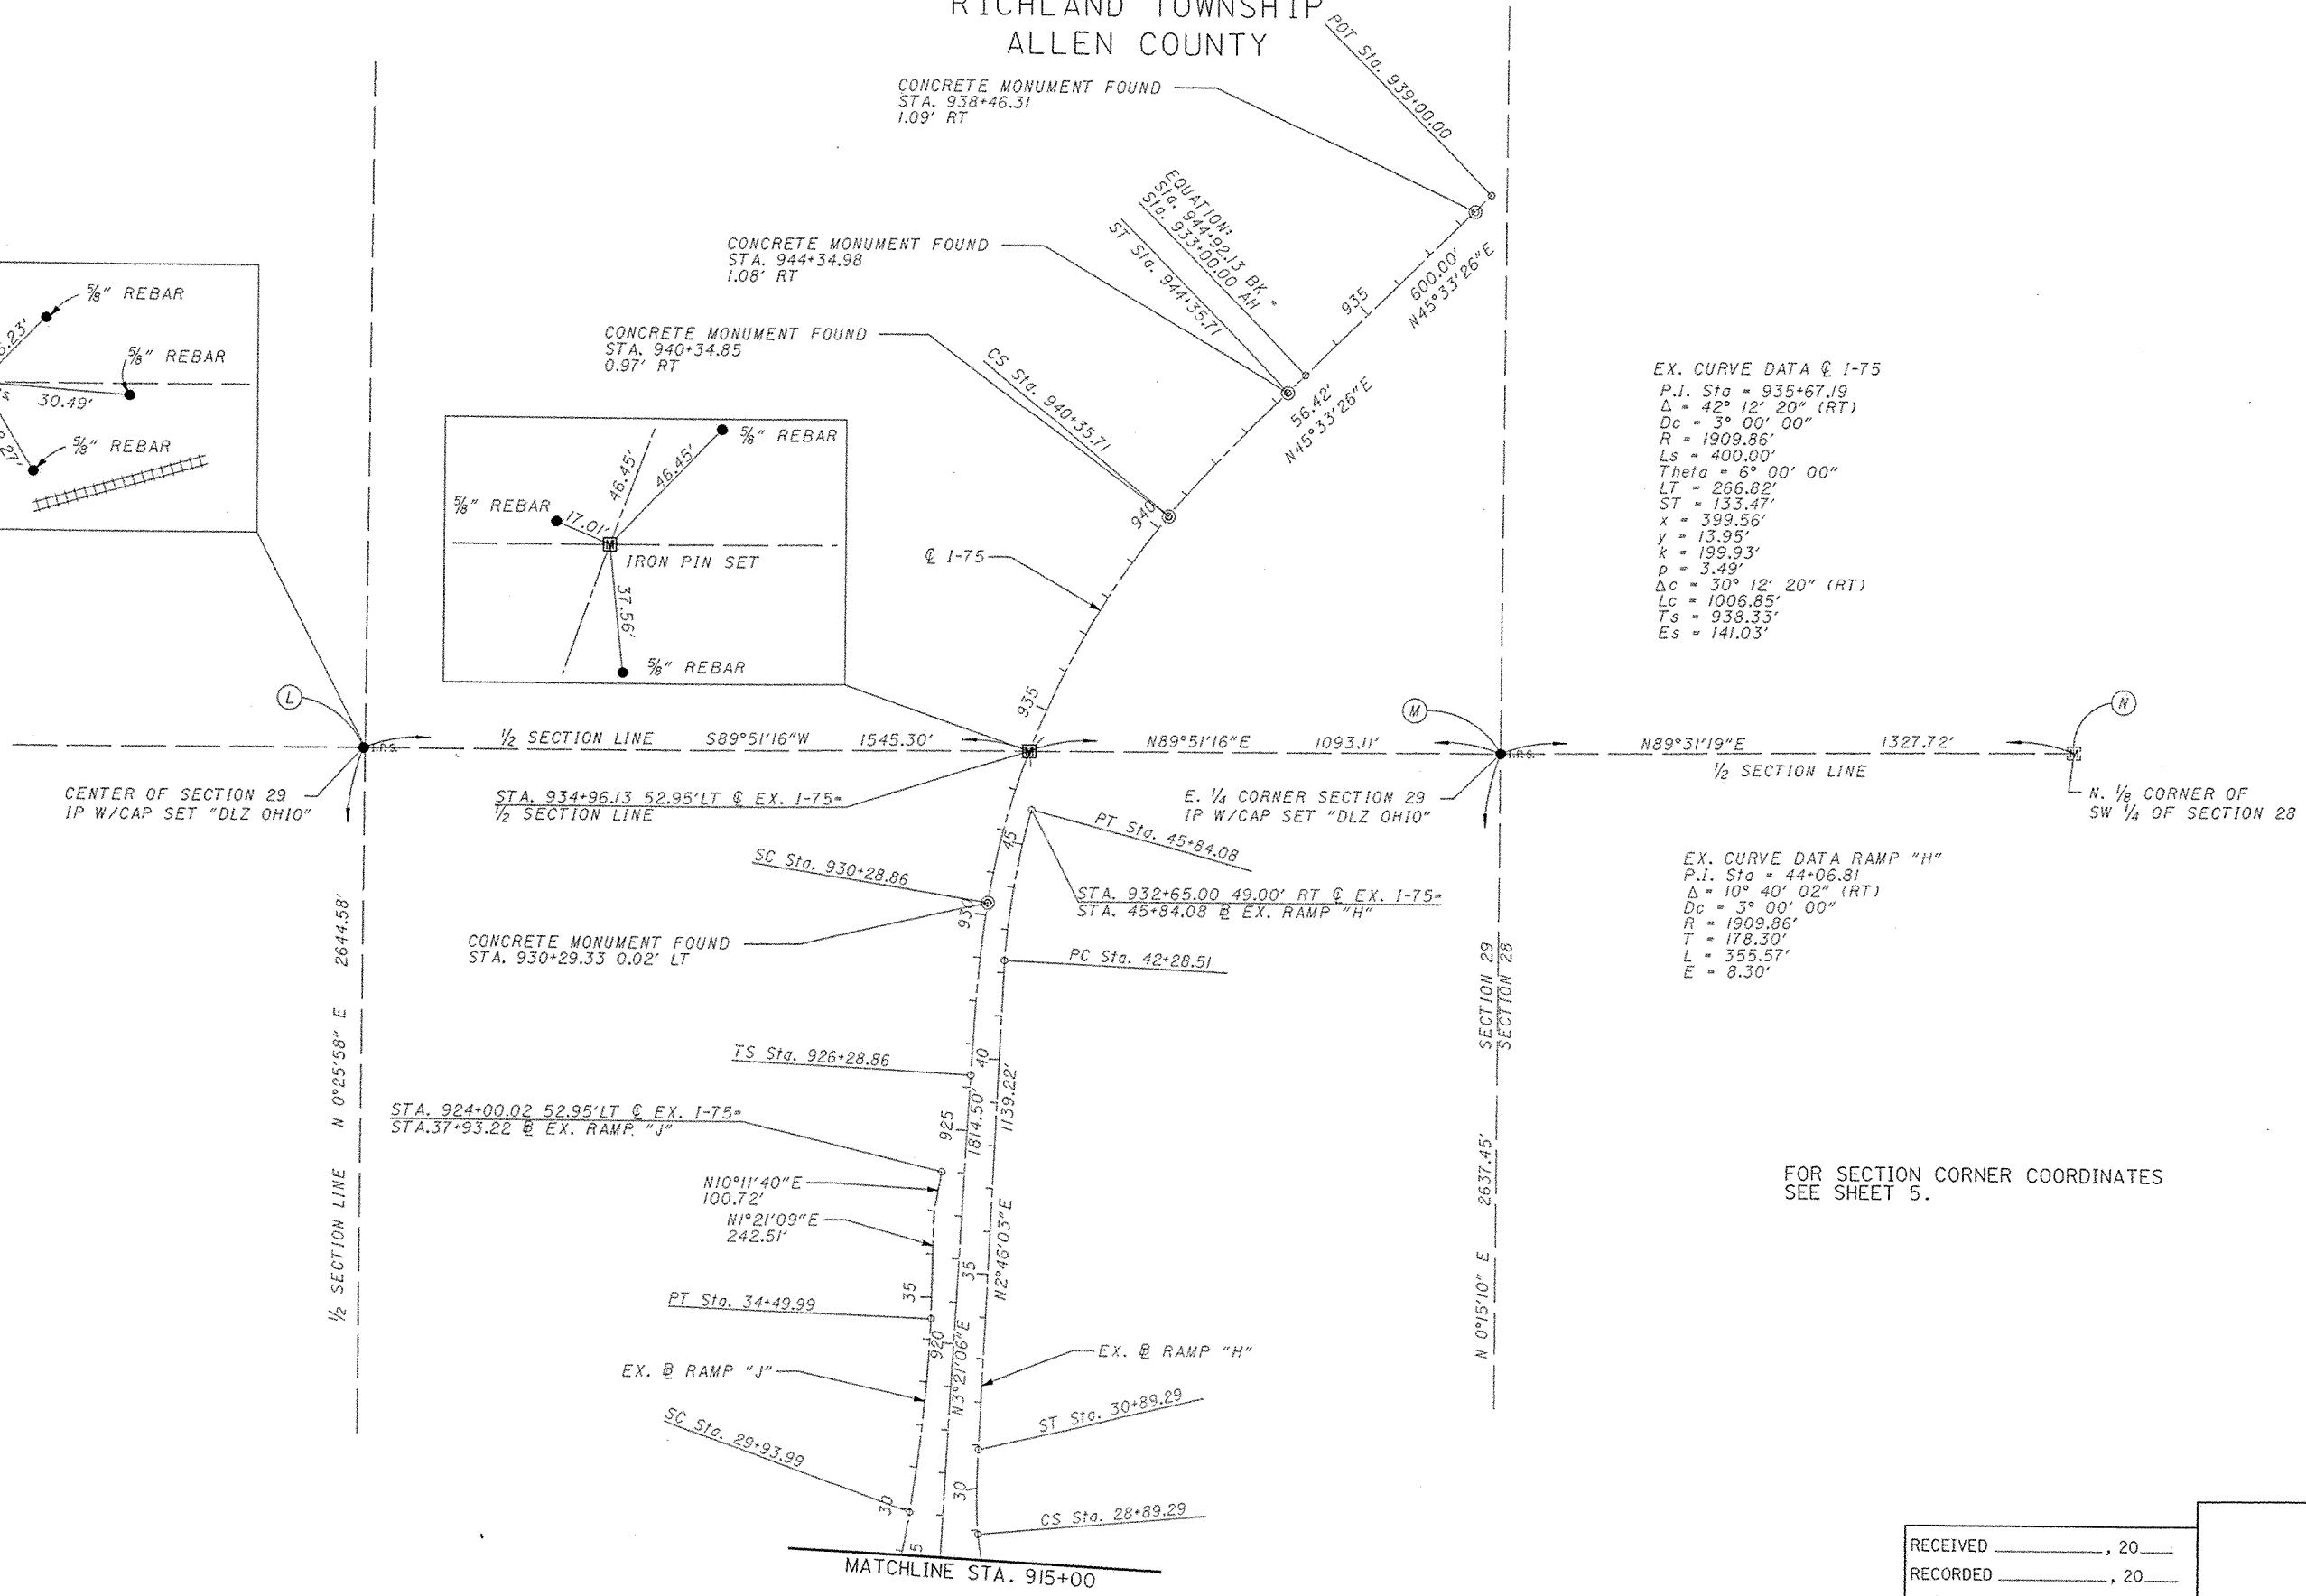 RICHLAND TOWNSHIP
ALLEN COUNTY
POT Sta. 939+00.00
CONCRETE MONUMENT FOUND
STA. 938+46.31
1.09' RT
EQUATION:
Sta. 944+92.13 BK =
Sta. 933+00.00 AH
ST Sta. 944+35.71
CONCRETE MONUMENT FOUND
STA. 944+34.98
1.08' RT
600.00'
N45°33'26"E
935
CONCRETE MONUMENT FOUND
STA. 940+34.85
0.97' RT
CS Sta. 940+35.71
56.42'
N45°33'26"E
940
⅝" REBAR
⅝" REBAR
30.49'
⅝" REBAR
⅝" REBAR
46.45'
46.45'
⅝" REBAR
17.01'
M
IRON PIN SET
37.56'
⅝" REBAR
℄ I-75
EX. CURVE DATA ℄ I-75
P.I. Sta = 935+67.19
Δ = 42° 12' 20" (RT)
Dc = 3° 00' 00"
R = 1909.86'
Ls = 400.00'
Theta = 6° 00' 00"
LT = 266.82'
ST = 133.47'
x = 399.56'
y = 13.95'
k = 199.93'
p = 3.49'
Δc = 30° 12' 20" (RT)
Lc = 1006.85'
Ts = 938.33'
Es = 141.03'
L
935
M
N
I.P.S.
½ SECTION LINE S89°51'16"W 1545.30'
M
N89°51'16"E 1093.11'
I.P.S.
N89°31'19"E 1327.72'
½ SECTION LINE
M
CENTER OF SECTION 29
IP W/CAP SET "DLZ OHIO"
STA. 934+96.13 52.95'LT ℄ EX. I-75=
½ SECTION LINE
E. ¼ CORNER SECTION 29
IP W/CAP SET "DLZ OHIO"
N. ⅛ CORNER OF
SW ¼ OF SECTION 28
45
PT Sta. 45+84.08
SC Sta. 930+28.86
STA. 932+65.00 49.00' RT ℄ EX. I-75=
STA. 45+84.08 B EX. RAMP "H"
930
CONCRETE MONUMENT FOUND
STA. 930+29.33 0.02' LT
PC Sta. 42+28.51
EX. CURVE DATA RAMP "H"
P.I. Sta = 44+06.81
Δ = 10° 40' 02" (RT)
Dc = 3° 00' 00"
R = 1909.86'
T = 178.30'
L = 355.57'
E = 8.30'
½ SECTION LINE N 0°25'58" E 2644.58'
SECTION 29
SECTION 28
N 0°15'10" E 2637.45'
TS Sta. 926+28.86
40
1139.22'
N2°46'03"E
1814.50'
N3°21'06"E
925
STA. 924+00.02 52.95'LT ℄ EX. I-75=
STA.37+93.22 B EX. RAMP "J"
N10°11'40"E
100.72'
N1°21'09"E
242.51'
35
35
PT Sta. 34+49.99
920
EX. B RAMP "J"
EX. B RAMP "H"
SC Sta. 29+93.99
ST Sta. 30+89.29
30
30
CS Sta. 28+89.29
MATCHLINE STA. 915+00
FOR SECTION CORNER COORDINATES
SEE SHEET 5.
RECEIVED ____________, 20____
RECORDED ____________, 20____